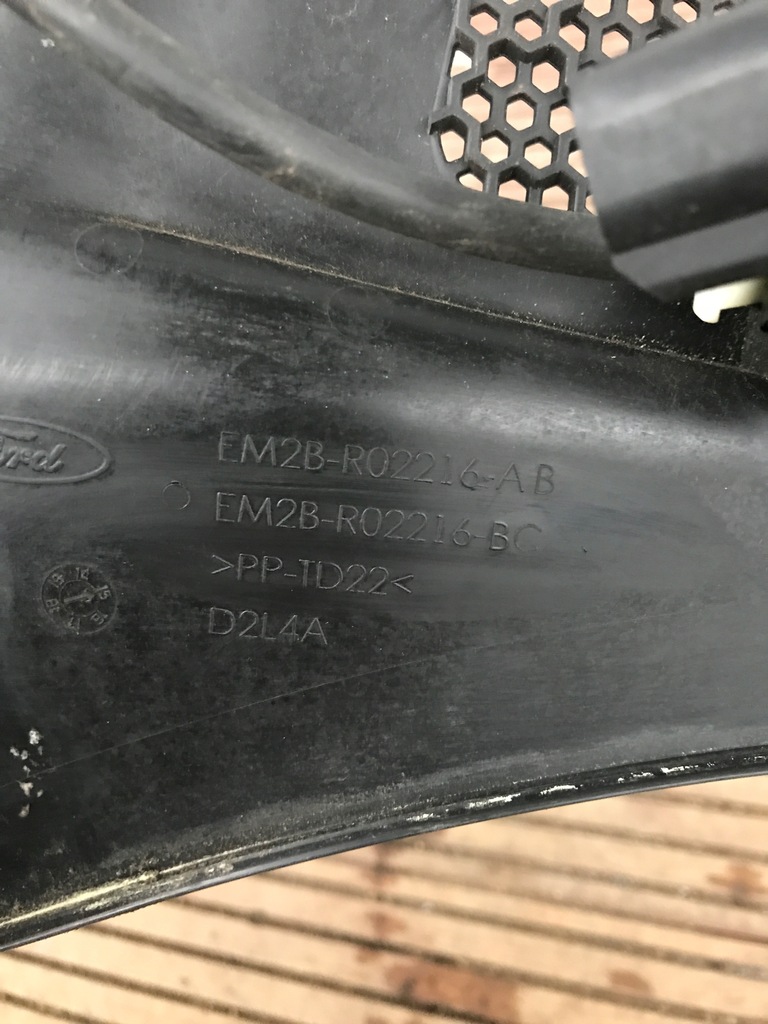 Ford
EM2B-R02216-AB
EM2B-R02216-BC
>PP-TD22<
D2L4A